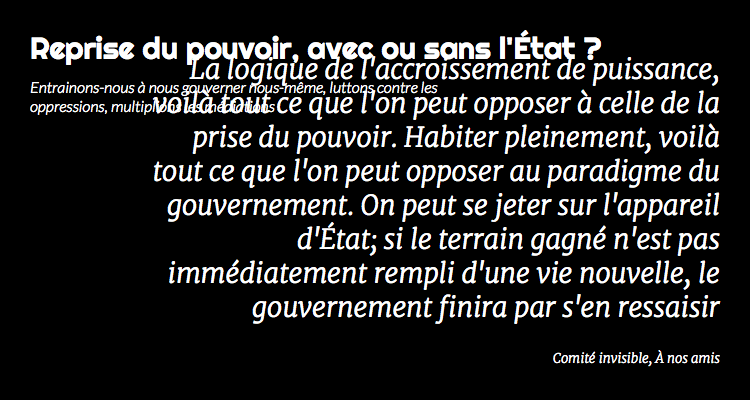 Reprise du pouvoir, avec ou sans l'État ?
Entrainons-nous à nous gouverner nous-même, luttons contre les
oppressions, multiplions les médiations
La logique de l'accroissement de puissance,
voilà tout ce que l'on peut opposer à celle de la
prise du pouvoir. Habiter pleinement, voilà
tout ce que l'on peut opposer au paradigme du
gouvernement. On peut se jeter sur l'appareil
d'État; si le terrain gagné n'est pas
immédiatement rempli d'une vie nouvelle, le
gouvernement finira par s'en ressaisir
Comité invisible, À nos amis